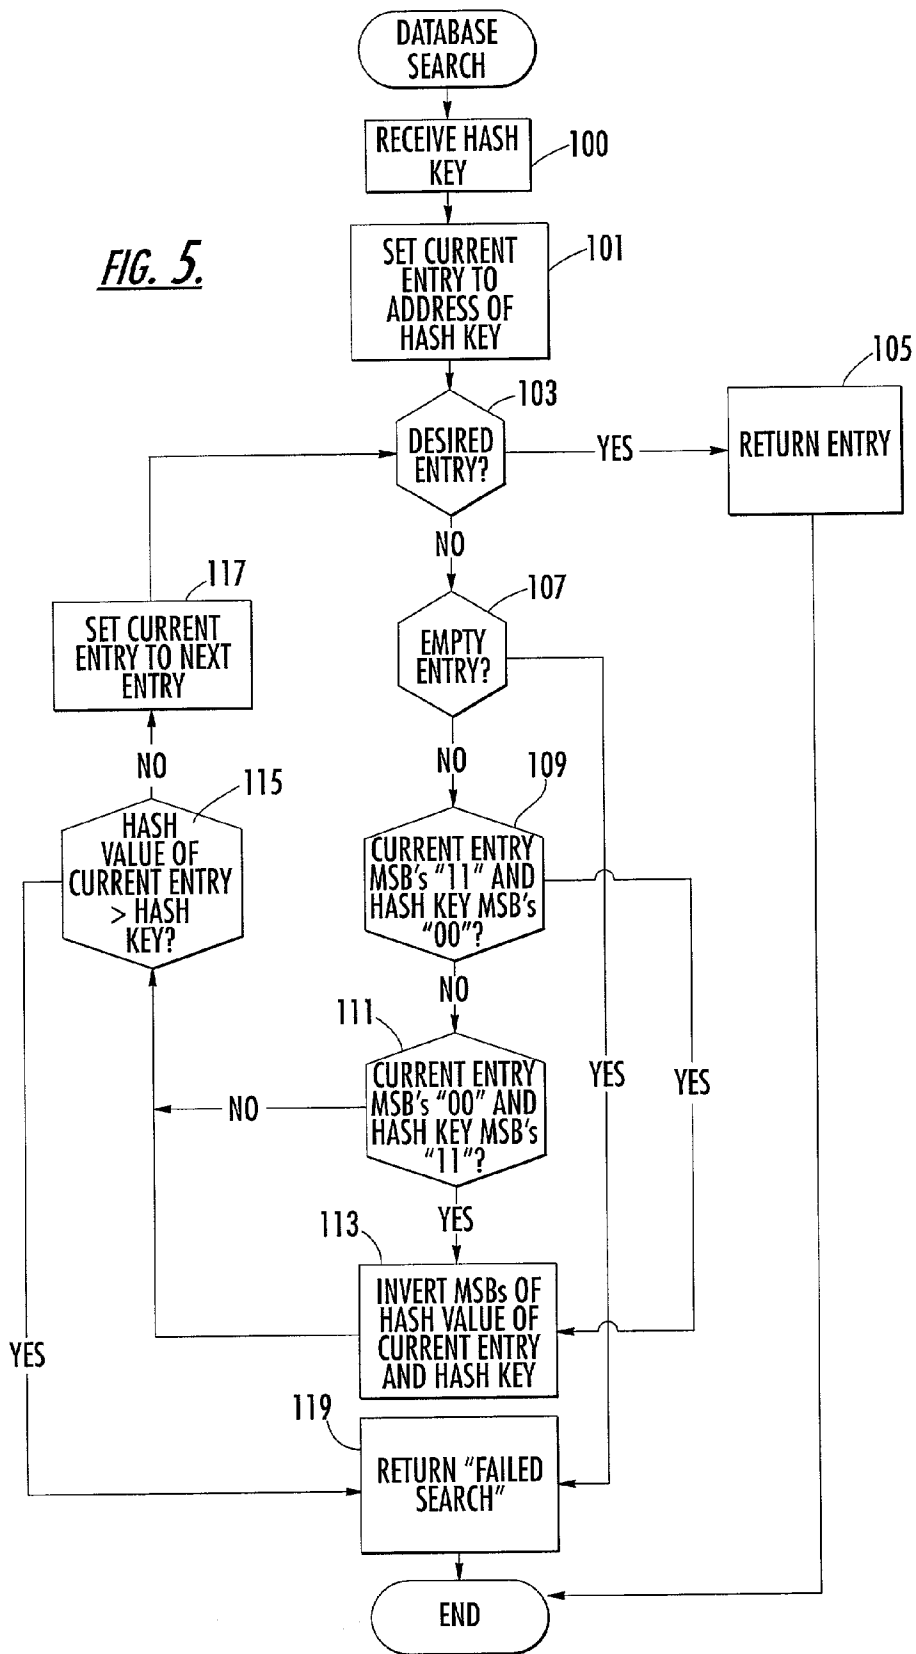 DATABASE
SEARCH
RECEIVE HASH
KEY
100
FIG. 5.
SET CURRENT
ENTRY TO
ADDRESS OF
HASH KEY
101
103
DESIRED
ENTRY?
YES
105
RETURN ENTRY
NO
117
SET CURRENT
ENTRY TO NEXT
ENTRY
107
EMPTY
ENTRY?
NO
NO
115
HASH
VALUE OF
CURRENT ENTRY
> HASH
KEY?
109
CURRENT ENTRY
MSB's "11" AND
HASH KEY MSB's
"00"?
NO
111
CURRENT ENTRY
MSB's "00" AND
HASH KEY MSB's
"11"?
NO
YES
YES
YES
113
INVERT MSBs OF
HASH VALUE OF
CURRENT ENTRY
AND HASH KEY
YES
119
RETURN "FAILED
SEARCH"
END